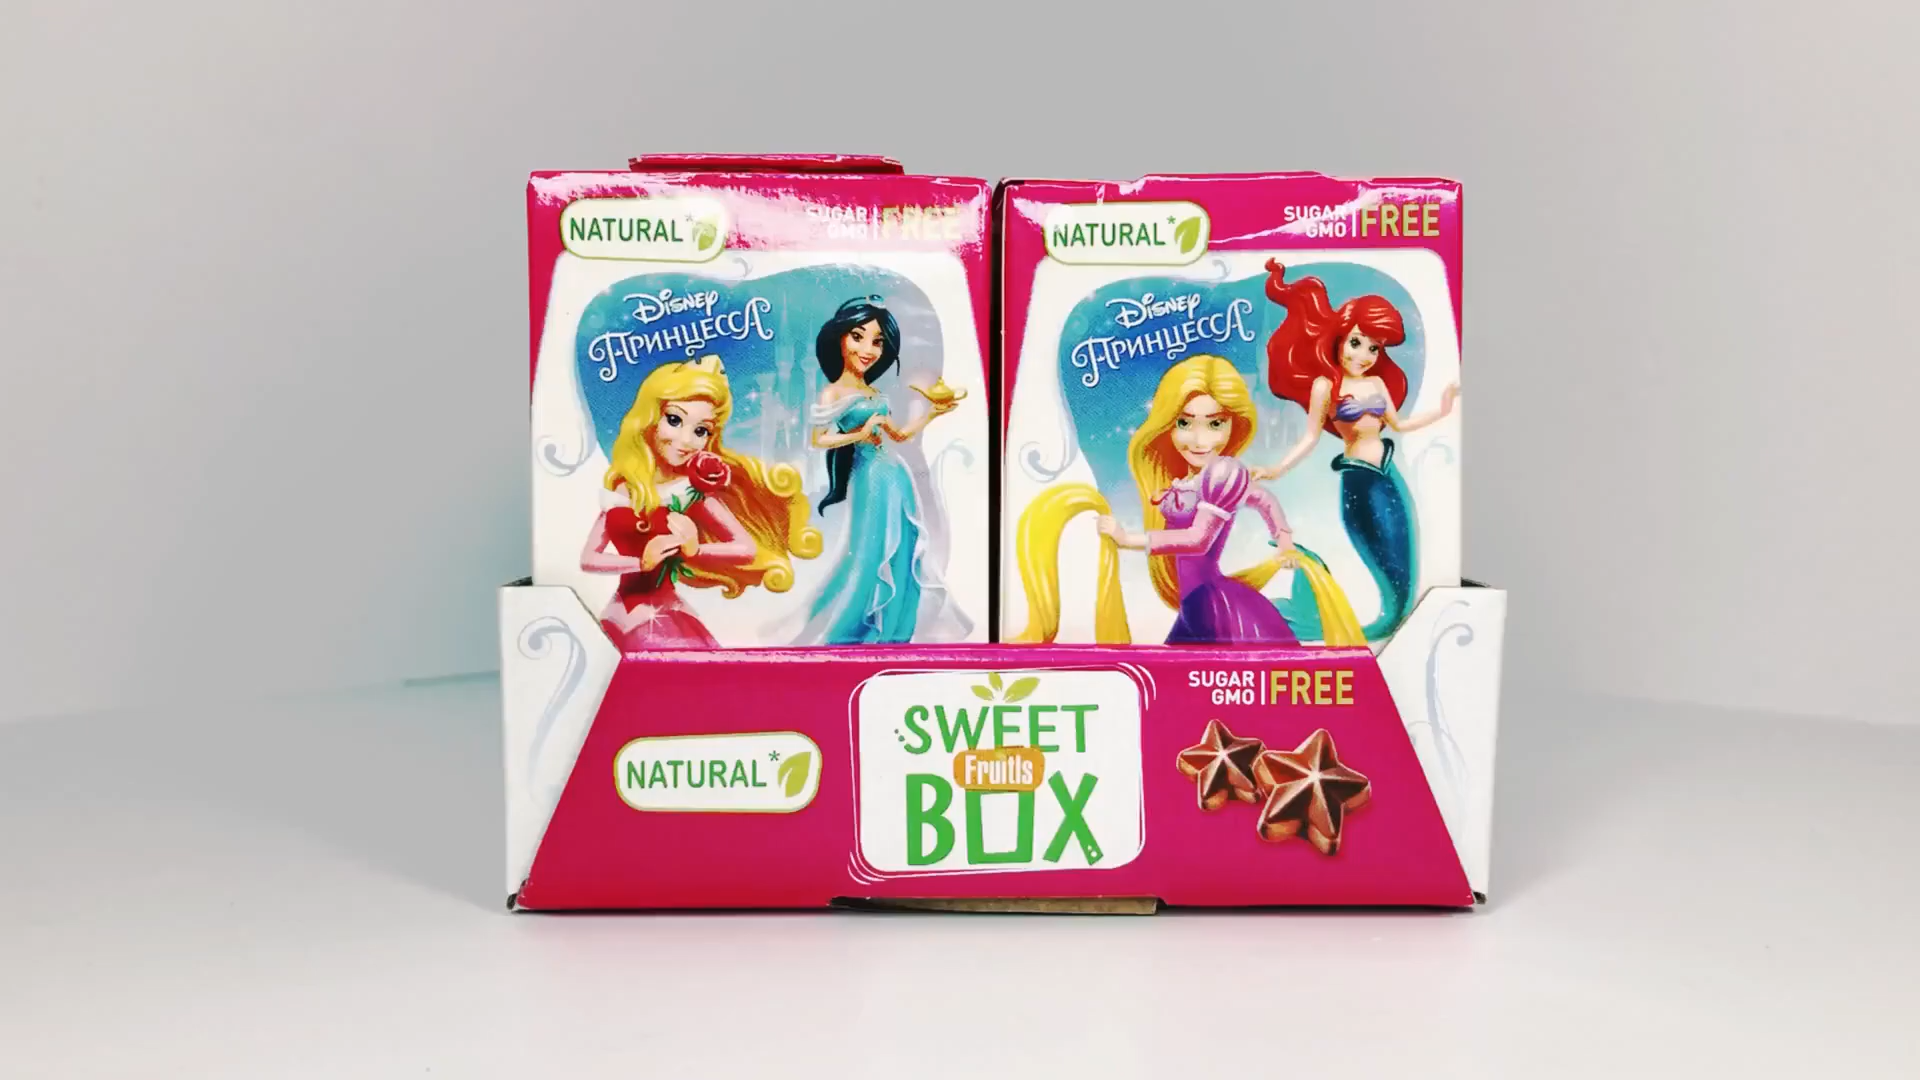 NATURAL*
SUGAR
GMO
FREE
Disney
ПРИНЦЕССА
NATURAL*
SUGAR
GMO
FREE
Disney
ПРИНЦЕССА
NATURAL*
SWEET
Fruitls
BOX
SUGAR
GMO
FREE